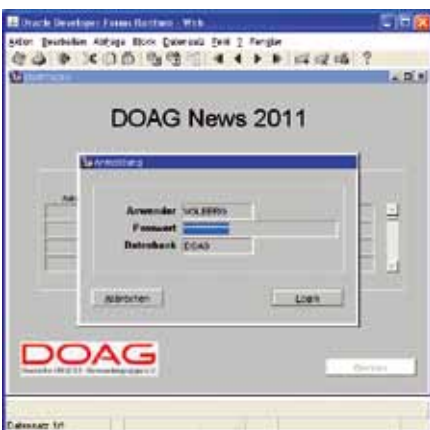 Oracle Developer Forms Runtime - Web
Aktion Bearbeiten Abfrage Block Datensatz Feld ? Fenster
?
DOAG News 2011
Anmeldung
Anwender
Passwort
Datenbank DOAG
Abbrechen Login
DOAG
Datensatz 1/1